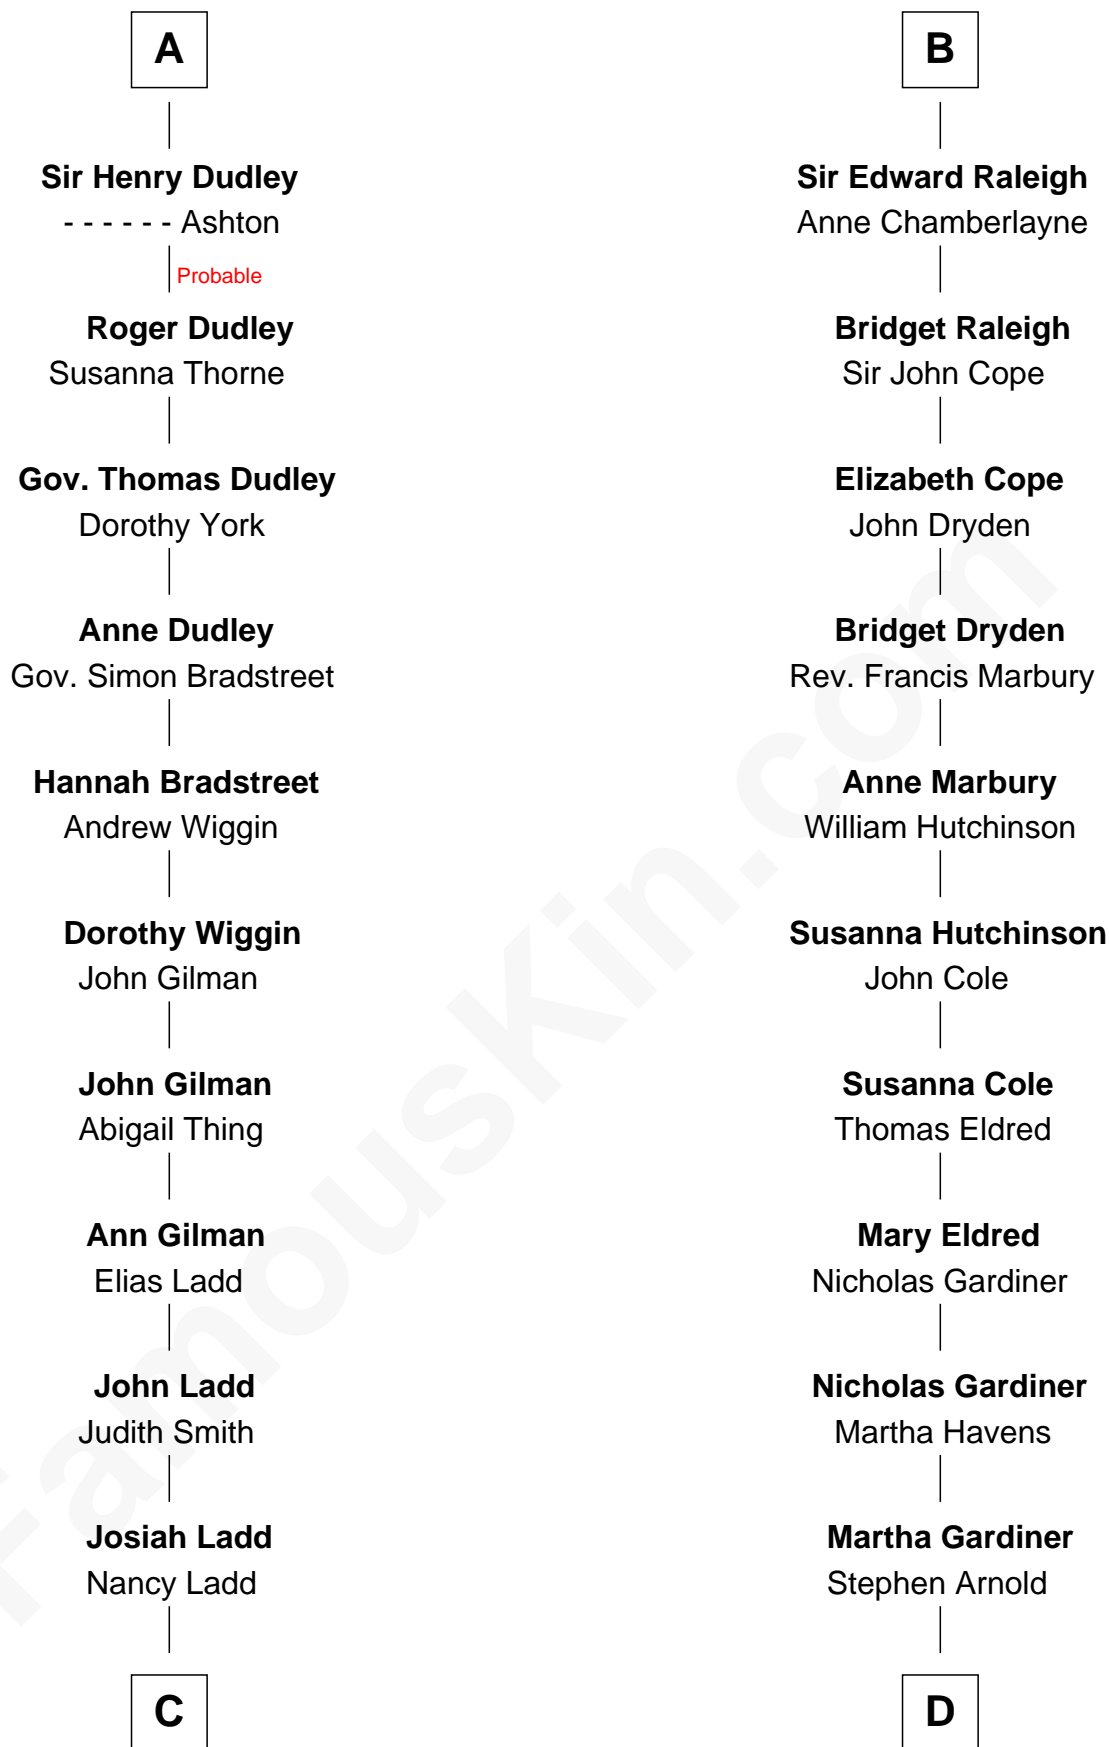 A
Sir Henry Dudley
- - - - - - Ashton
Probable
Roger Dudley
Susanna Thorne
Gov. Thomas Dudley
Dorothy York
Anne Dudley
Gov. Simon Bradstreet
Hannah Bradstreet
Andrew Wiggin
Dorothy Wiggin
John Gilman
John Gilman
Abigail Thing
Ann Gilman
Elias Ladd
John Ladd
Judith Smith
Josiah Ladd
Nancy Ladd
C
B
Sir Edward Raleigh
Anne Chamberlayne
Bridget Raleigh
Sir John Cope
Elizabeth Cope
John Dryden
Bridget Dryden
Rev. Francis Marbury
Anne Marbury
William Hutchinson
Susanna Hutchinson
John Cole
Susanna Cole
Thomas Eldred
Mary Eldred
Nicholas Gardiner
Nicholas Gardiner
Martha Havens
Martha Gardiner
Stephen Arnold
D
FamousKin.com